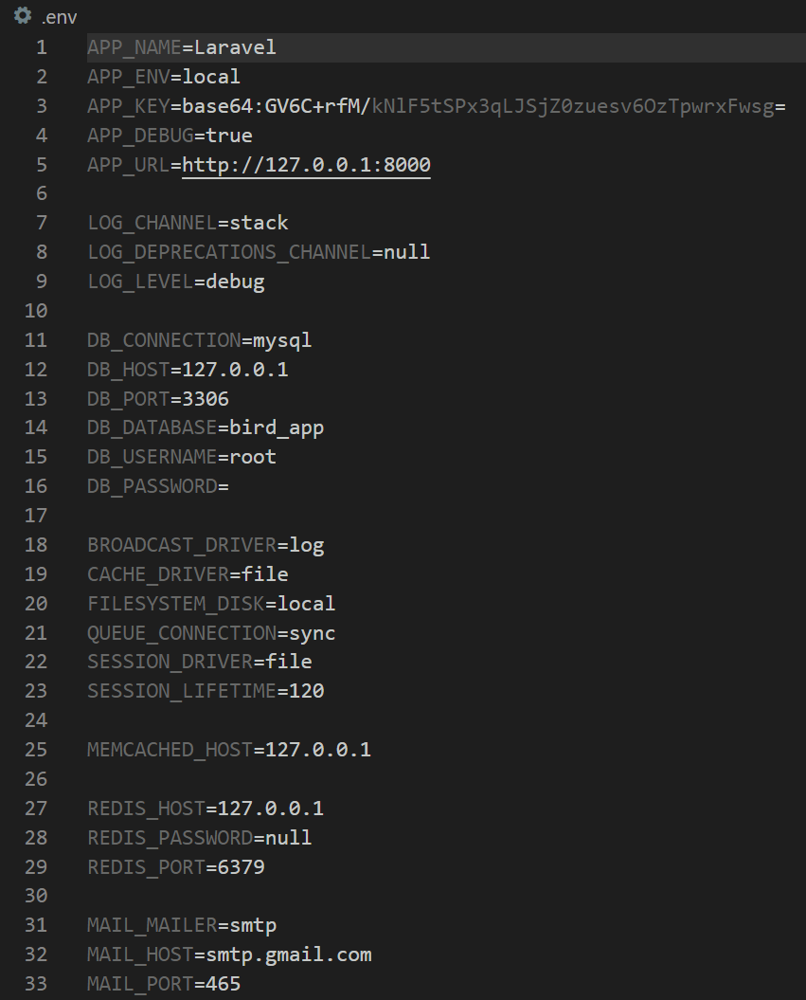 .env
1 APP_NAME=Laravel
2 APP_ENV=local
3 APP_KEY=base64:GV6C+rfM/kNlF5tSPx3qLJSjZ0zuesv6OzTpwrxFwsg=
4 APP_DEBUG=true
5 APP_URL=http://127.0.0.1:8000
6
7 LOG_CHANNEL=stack
8 LOG_DEPRECATIONS_CHANNEL=null
9 LOG_LEVEL=debug
10
11 DB_CONNECTION=mysql
12 DB_HOST=127.0.0.1
13 DB_PORT=3306
14 DB_DATABASE=bird_app
15 DB_USERNAME=root
16 DB_PASSWORD=
17
18 BROADCAST_DRIVER=log
19 CACHE_DRIVER=file
20 FILESYSTEM_DISK=local
21 QUEUE_CONNECTION=sync
22 SESSION_DRIVER=file
23 SESSION_LIFETIME=120
24
25 MEMCACHED_HOST=127.0.0.1
26
27 REDIS_HOST=127.0.0.1
28 REDIS_PASSWORD=null
29 REDIS_PORT=6379
30
31 MAIL_MAILER=smtp
32 MAIL_HOST=smtp.gmail.com
33 MAIL_PORT=465